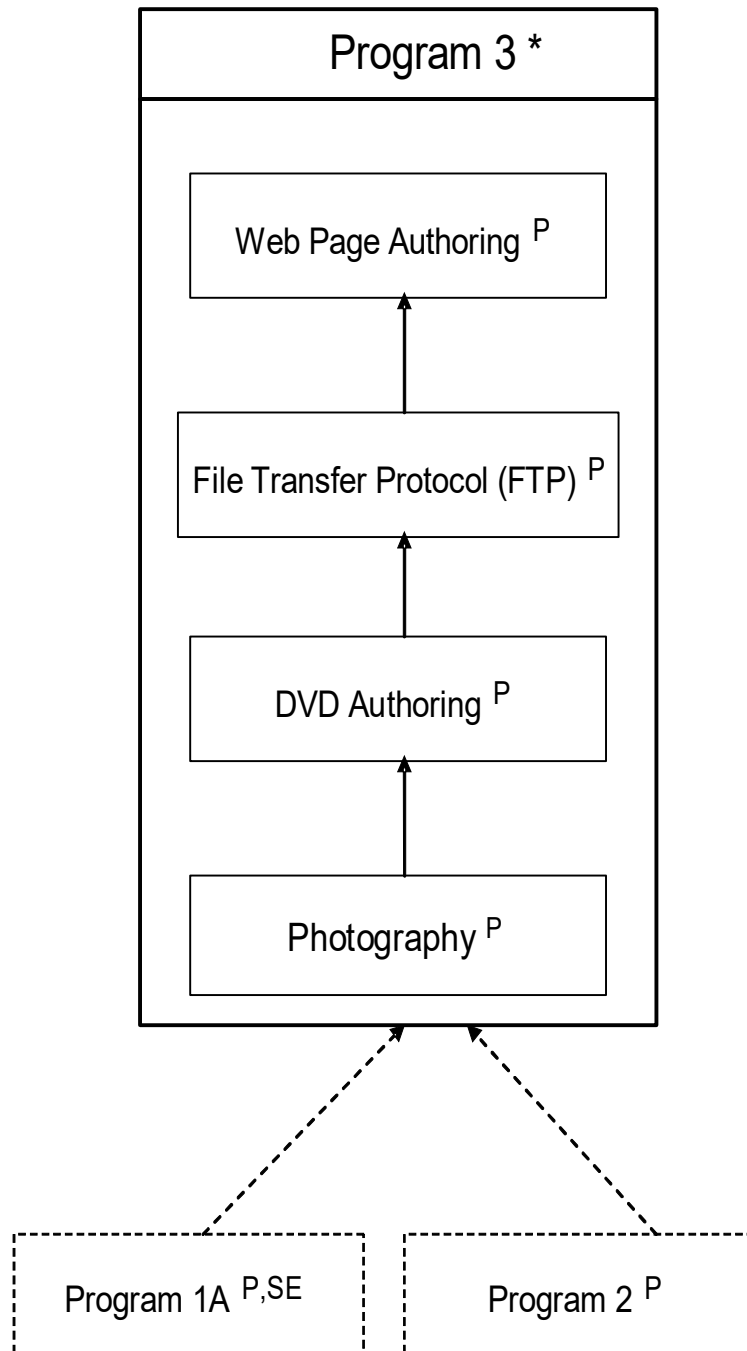 Program 3 *
Web Page Authoring P
File Transfer Protocol (FTP) P
DVD Authoring P
Photography P
Program 1A P,SE
Program 2 P